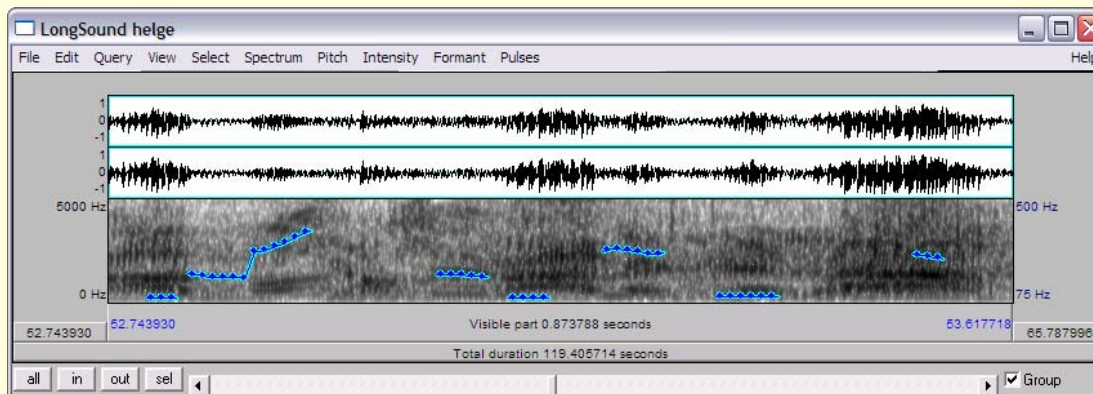 LongSound helge
File Edit Query View Select Spectrum Pitch Intensity Formant Pulses Help
1
0
-1
1
0
-1
5000 Hz 500 Hz
0 Hz 75 Hz
52.743930 52.743930 Visible part 0.873788 seconds 53.617718 65.787996
Total duration 119.405714 seconds
all in out sel Group